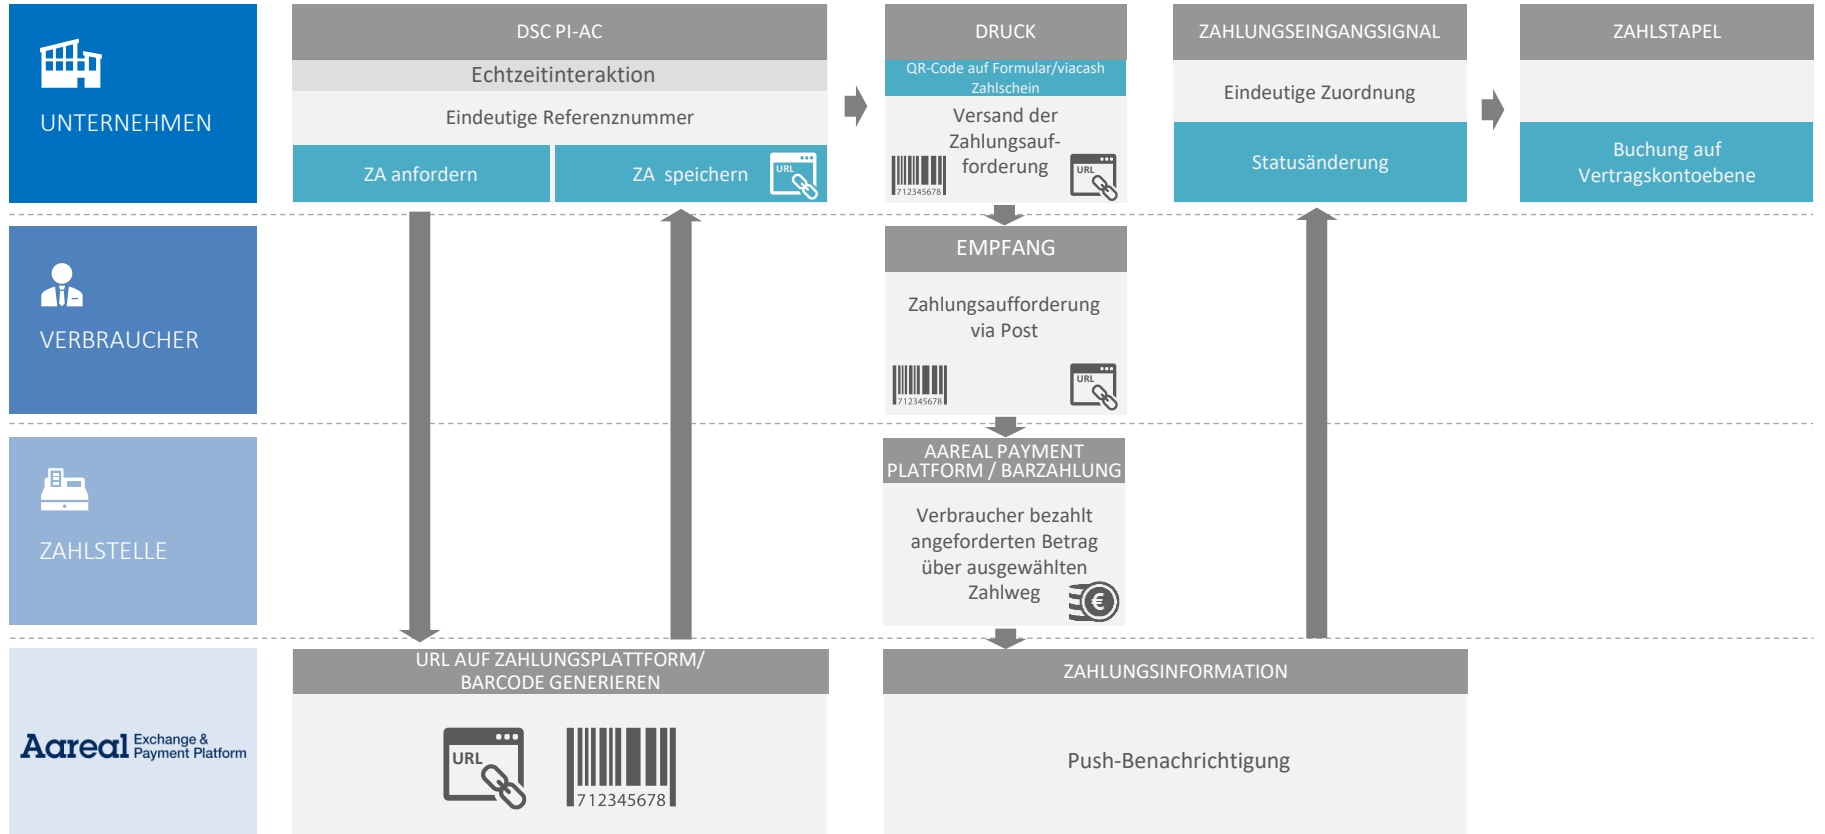 UNTERNEHMEN
DSC PI-AC
Echtzeitinteraktion
Eindeutige Referenznummer
ZA anfordern
ZA speichern
URL
DRUCK
QR-Code auf Formular/viacash
Zahlschein
Versand der
Zahlungsauf-
forderung
712345678
URL
ZAHLUNGSEINGANGSIGNAL
Eindeutige Zuordnung
Statusänderung
ZAHLSTAPEL
Buchung auf
Vertragskontoebene
VERBRAUCHER
EMPFANG
Zahlungsaufforderung
via Post
712345678
URL
ZAHLSTELLE
AAREAL PAYMENT
PLATFORM / BARZAHLUNG
Verbraucher bezahlt
angeforderten Betrag
über ausgewählten
Zahlweg
€
Aareal Exchange &
Payment Platform
URL AUF ZAHLUNGSPLATTFORM/
BARCODE GENERIEREN
URL
712345678
ZAHLUNGSINFORMATION
Push-Benachrichtigung